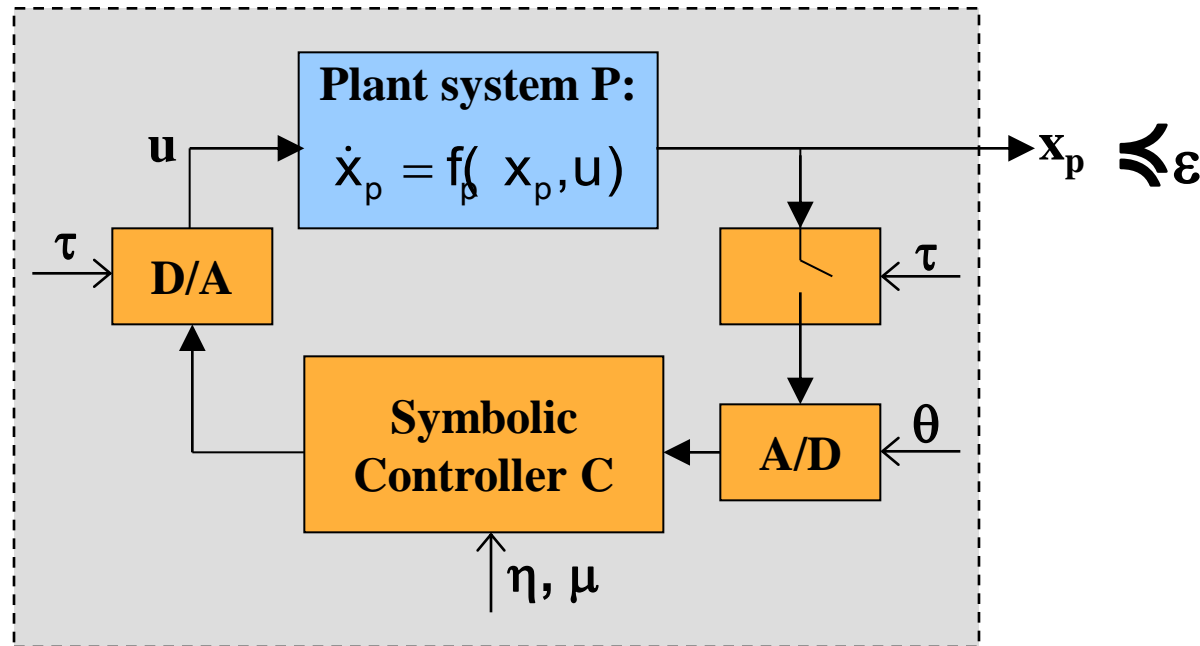 Plant system P:
ẋp = fp( xp,u)
u
xp ≼ε
τ
D/A
τ
Symbolic
Controller C
A/D
θ
η, μ